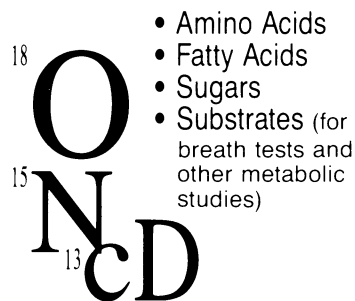 18 O
15 N
13 C D
• Amino Acids
• Fatty Acids
• Sugars
• Substrates (for
breath tests and
other metabolic
studies)